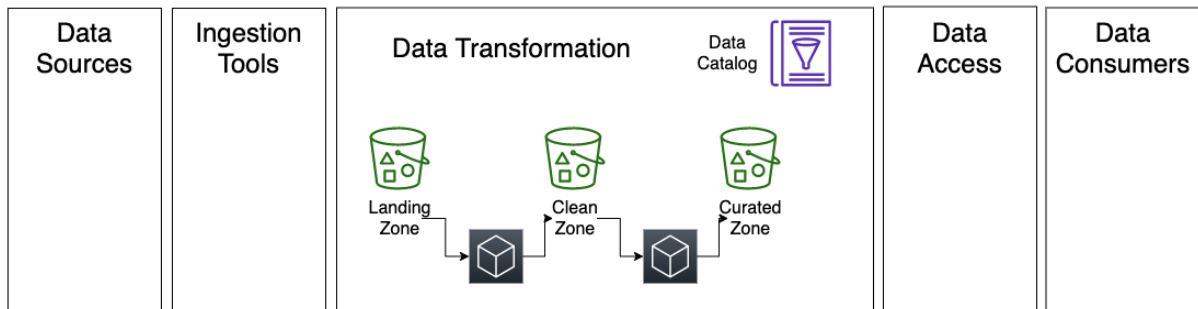 Data
Sources
Ingestion
Tools
Data Transformation
Data
Catalog
Landing
Zone
Clean
Zone
Curated
Zone
Data
Access
Data
Consumers